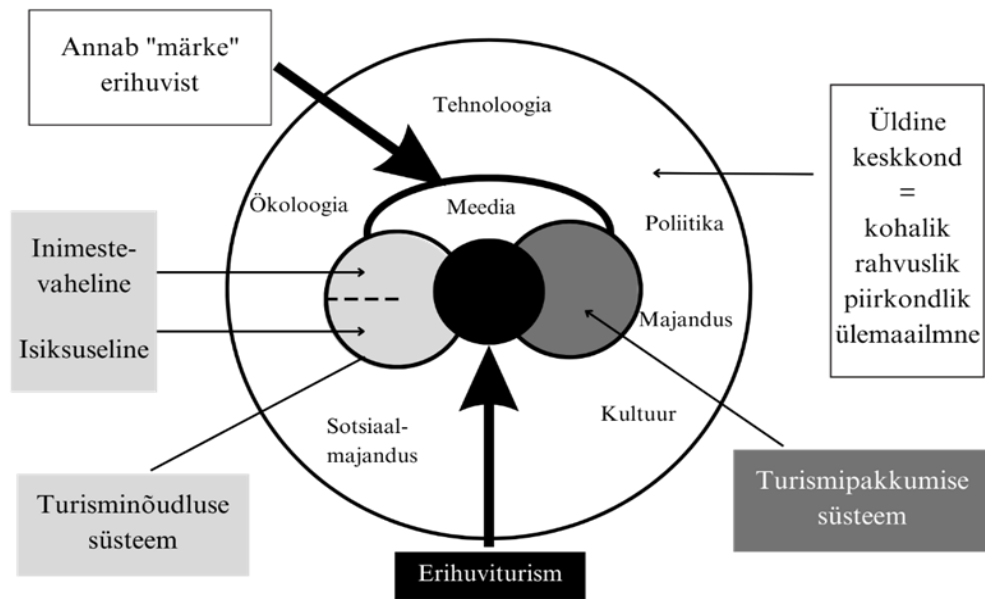 Annab "märke"
erihuvist
Tehnoloogia
Üldine
keskkond
=
kohalik
rahvuslik
piirkondlik
ülemaailmne
Ökoloogia
Meedia
Poliitika
Inimeste-
vaheline
Isiksuseline
Majandus
Sotsiaal-
majandus
Kultuur
Turisminõudluse
süsteem
Turismipakkumise
süsteem
Erihuviturism